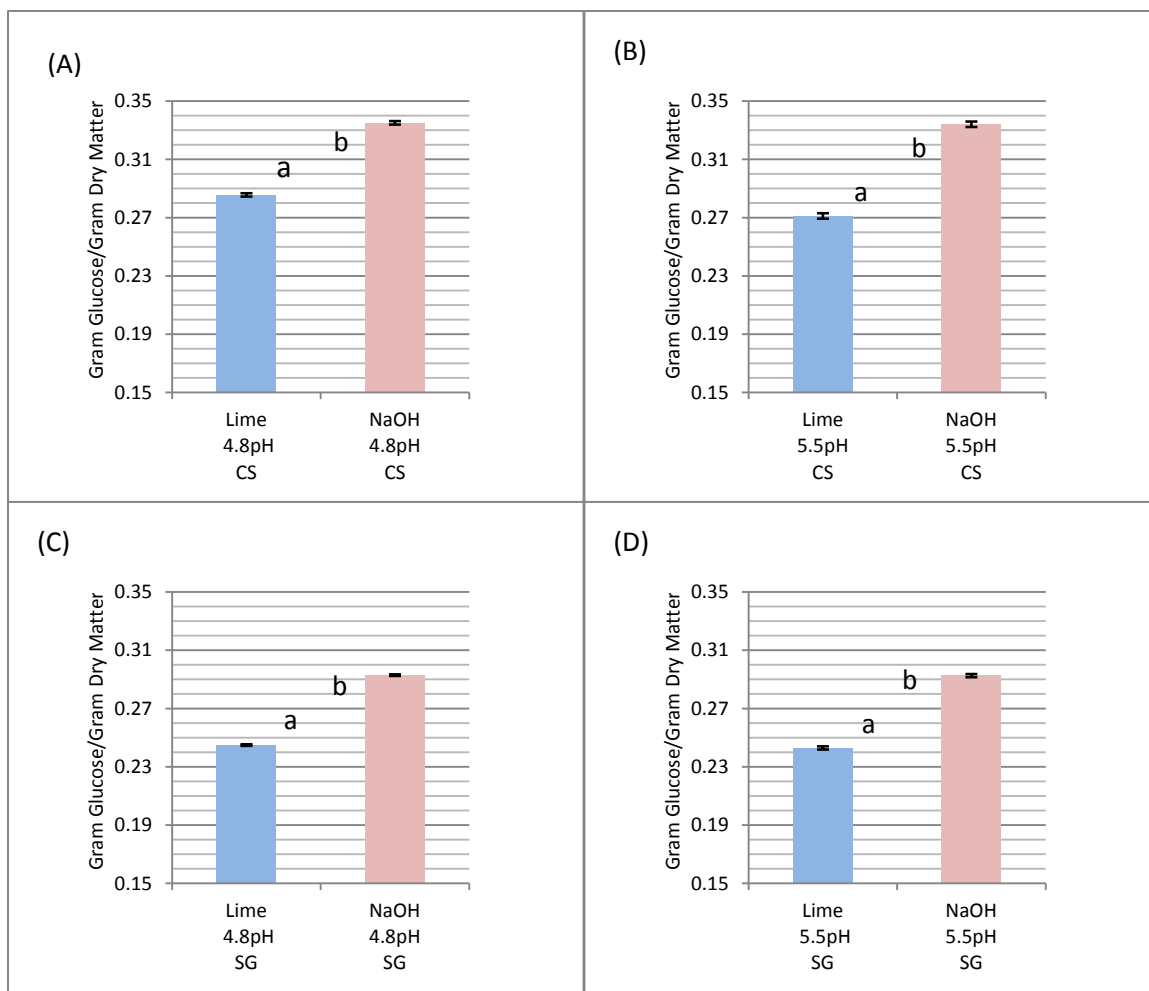 (A)
Gram Glucose/Gram Dry Matter
0.35
0.31
0.27
0.23
0.19
0.15
a
b
Lime
4.8pH
CS
NaOH
4.8pH
CS
(B)
Gram Glucose/Gram Dry Matter
0.35
0.31
0.27
0.23
0.19
0.15
a
b
Lime
5.5pH
CS
NaOH
5.5pH
CS
(C)
Gram Glucose/Gram Dry Matter
0.35
0.31
0.27
0.23
0.19
0.15
a
b
Lime
4.8pH
SG
NaOH
4.8pH
SG
(D)
Gram Glucose/Gram Dry Matter
0.35
0.31
0.27
0.23
0.19
0.15
a
b
Lime
5.5pH
SG
NaOH
5.5pH
SG